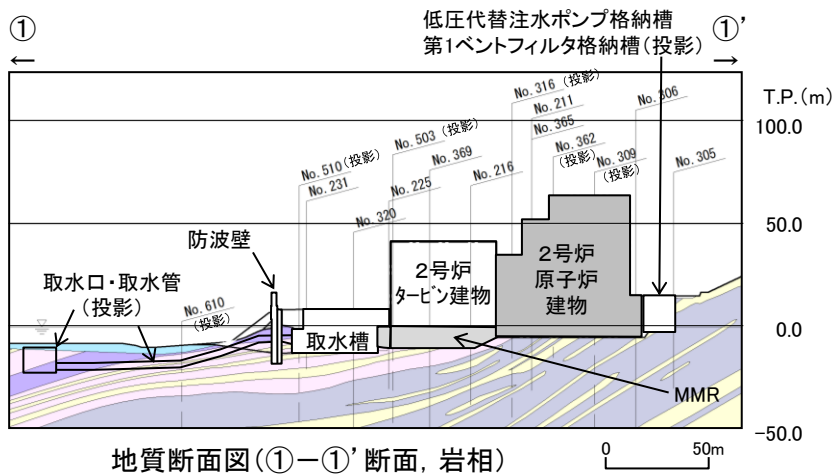 ①
①’
低圧代替注水ポンプ格納槽
第1ベントフィルタ格納槽(投影)
T.P.(m)
100.0
50.0
0.0
-50.0
No. 316 (投影)
No. 211
No. 306
No. 365
No. 503 (投影)
No. 362
(投影)
No. 369
No. 510 (投影)
No. 309
(投影)
No. 305
No. 231
No. 225
No. 216
No. 320
防波壁
取水口・取水管
(投影)
No. 610
(投影)
2号炉
タービン建物
2号炉
原子炉
建物
取水槽
MMR
地質断面図(①-①’断面, 岩相)
0
50m